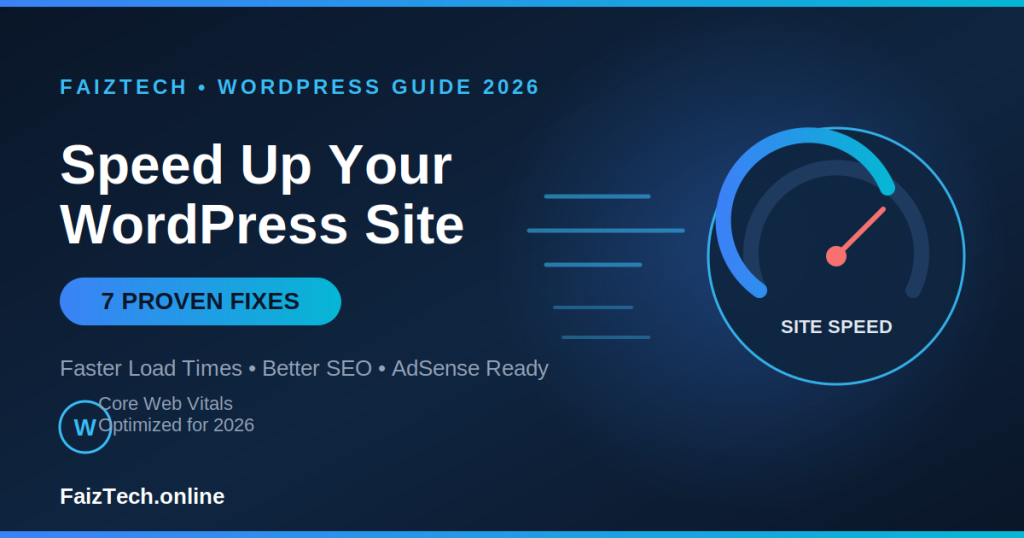 FAIZTECH • WORDPRESS GUIDE 2026
Speed Up Your
WordPress Site
7 PROVEN FIXES
Faster Load Times • Better SEO • AdSense Ready
W
Core Web Vitals
Optimized for 2026
FaizTech.online
SITE SPEED